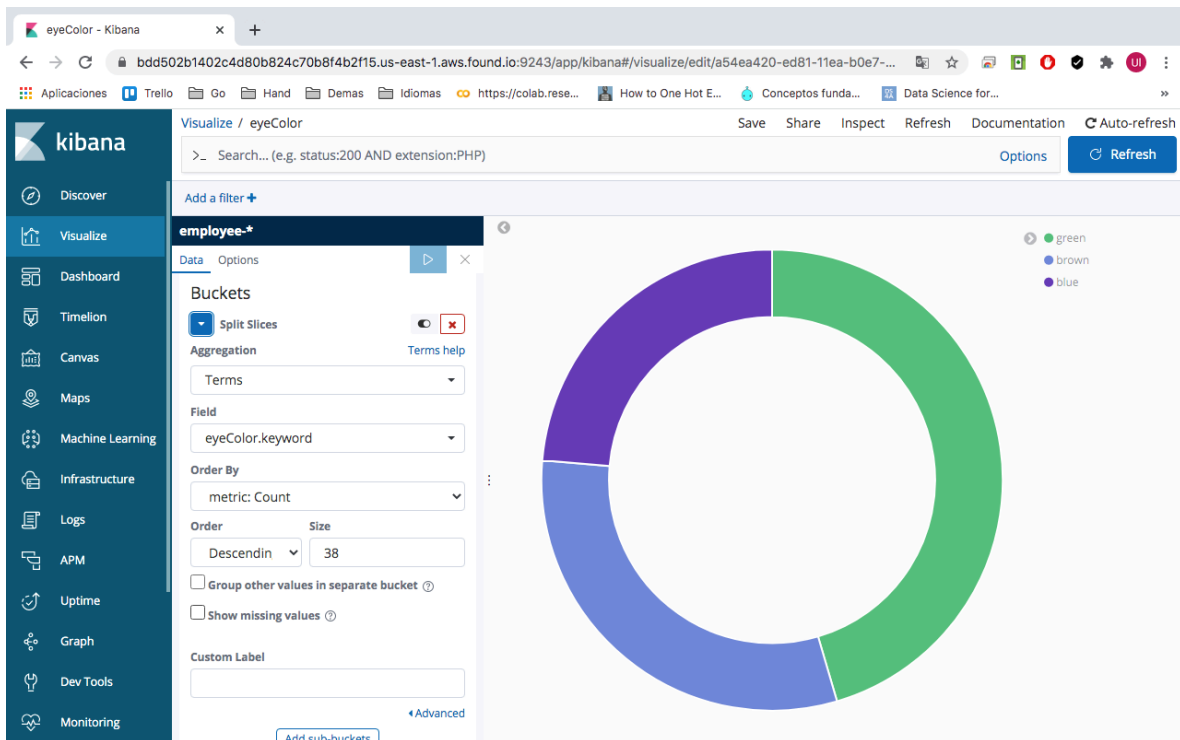 eyeColor - Kibana
bdd502b1402c4d80b824c70b8f4b2f15.us-east-1.aws.found.io:9243/app/kibana#/visualize/edit/a54ea420-ed81-11ea-b0e7-... UI
Aplicaciones Trello Go Hand Demas Idiomas https://colab.rese... How to One Hot E... Conceptos funda... Data Science for... »
kibana
Discover
Visualize
Dashboard
Timelion
Canvas
Maps
Machine Learning
Infrastructure
Logs
APM
Uptime
Graph
Dev Tools
Monitoring
Visualize / eyeColor Save Share Inspect Refresh Documentation Auto-refresh
>_ Search... (e.g. status:200 AND extension:PHP) Options Refresh
Add a filter +
employee-*
Data Options
Buckets
Split Slices
Aggregation Terms help
Terms
Field
eyeColor.keyword
Order By
metric: Count
Order Size
Descendin 38
Group other values in separate bucket
Show missing values
Custom Label
Advanced
Add sub-buckets
green
brown
blue